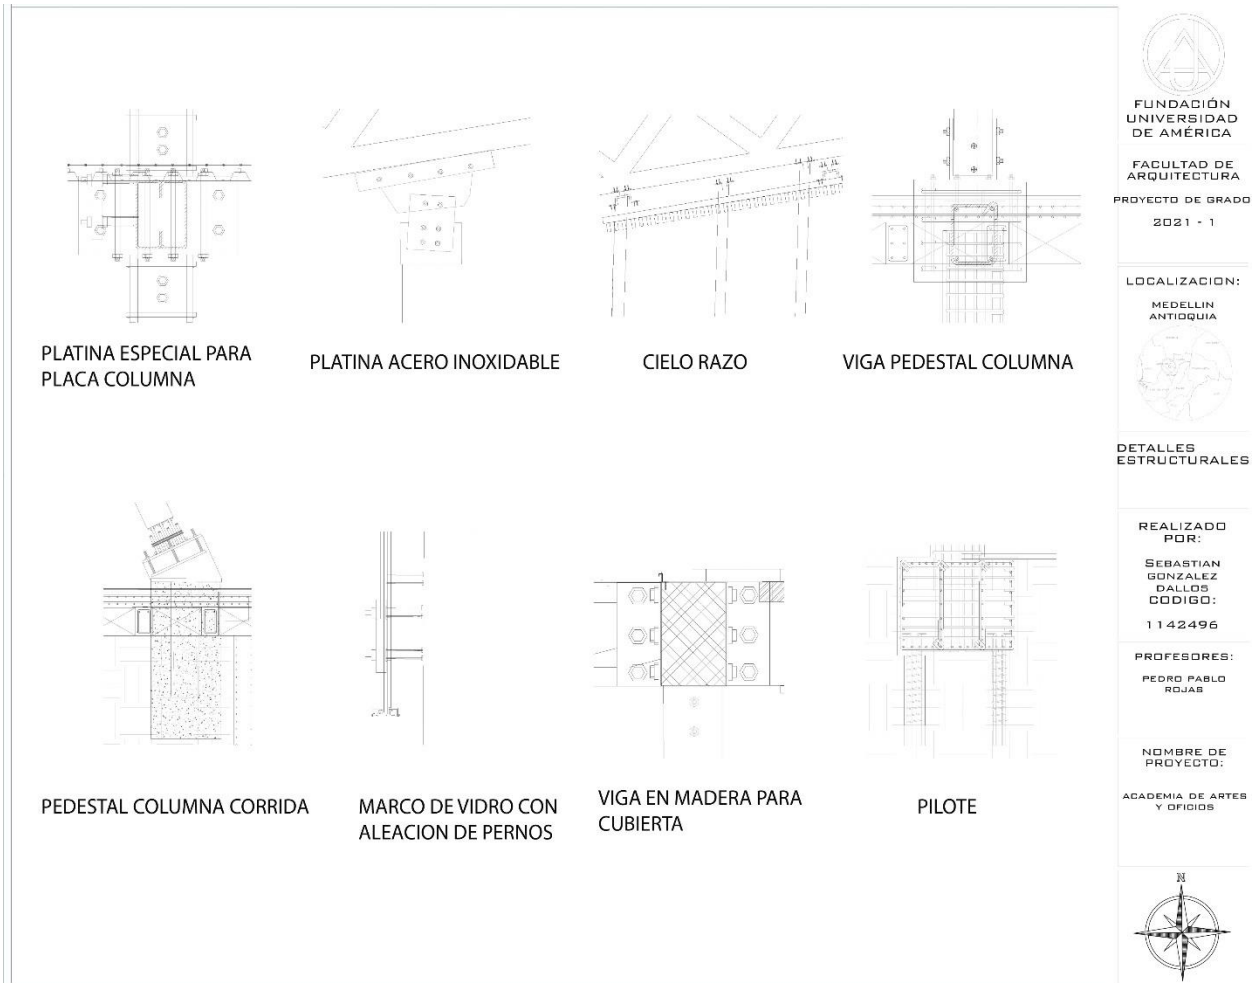 PLATINA ESPECIAL PARA
PLACA COLUMNA
PLATINA ACERO INOXIDABLE
CIELO RAZO
VIGA PEDESTAL COLUMNA
PEDESTAL COLUMNA CORRIDA
MARCO DE VIDRO CON
ALEACION DE PERNOS
VIGA EN MADERA PARA
CUBIERTA
PILOTE
FUNDACIÓN
UNIVERSIDAD
DE AMÉRICA
FACULTAD DE
ARQUITECTURA
PROYECTO DE GRADO
2021 - 1
LOCALIZACION:
MEDELLIN
ANTIOQUIA
DETALLES
ESTRUCTURALES
REALIZADO
POR:
SEBASTIAN
GONZALEZ
DALLOS
CODIGO:
1142496
PROFESORES:
PEDRO PABLO
ROJAS
NOMBRE DE
PROYECTO:
ACADEMIA DE ARTES
Y OFICIOS
N